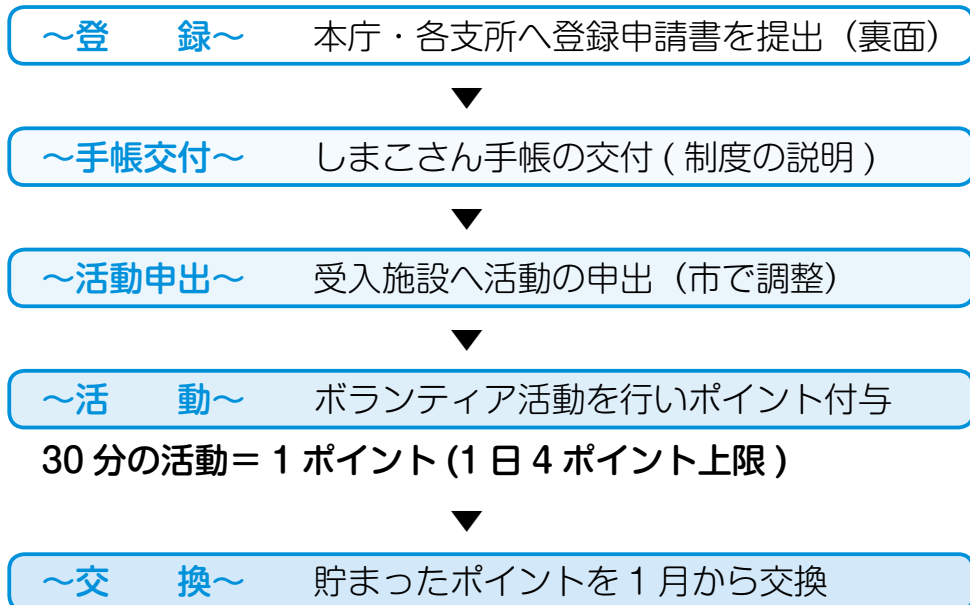 ～登　録～　本庁・各支所へ登録申請書を提出（裏面）
▼
～手帳交付～　しまこさん手帳の交付 ( 制度の説明 )
▼
～活動申出～　受入施設へ活動の申出（市で調整）
▼
～活　動～　ボランティア活動を行いポイント付与
30 分の活動＝ 1 ポイント (1 日 4 ポイント上限 )
▼
～交　換～　貯まったポイントを 1 月から交換